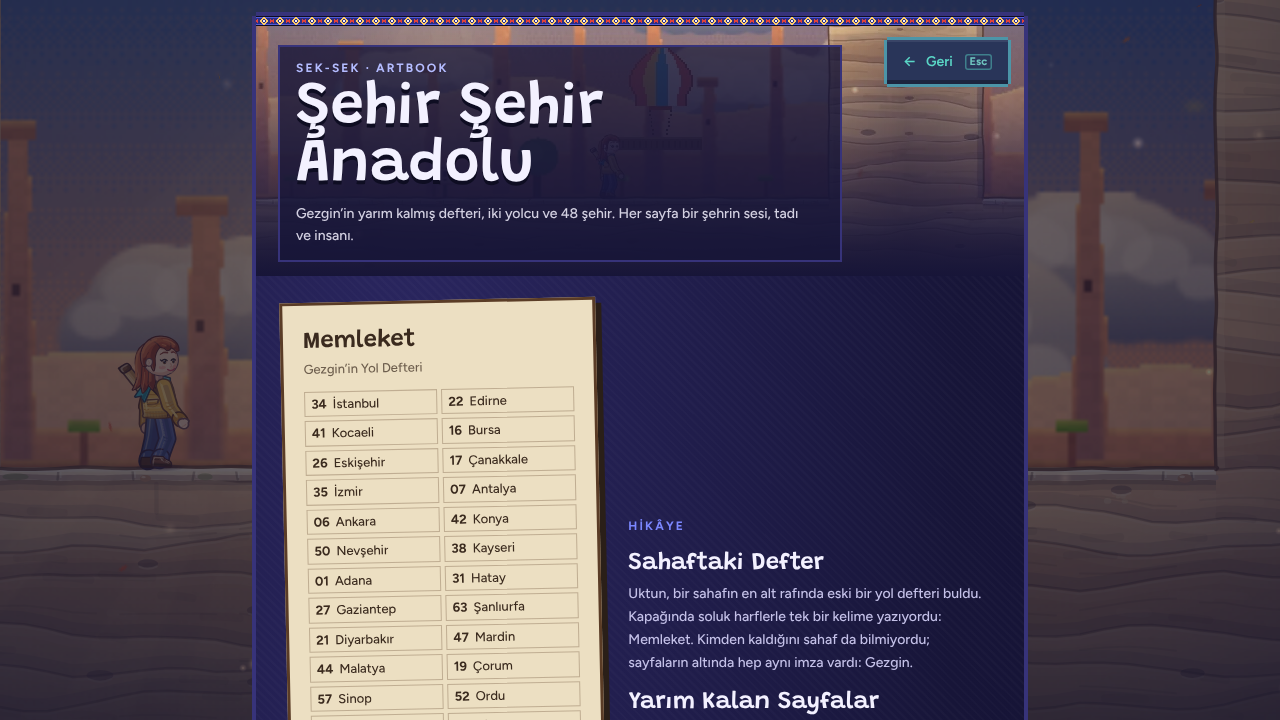 SEK-SEK · ARTBOOK
← Geri Esc
Şehir Şehir
Anadolu
Gezgin’in yarım kalmış defteri, iki yolcu ve 48 şehir. Her sayfa bir şehrin sesi, tadı
ve insanı.
Memleket
Gezgin’in Yol Defteri
34 İstanbul
22 Edirne
41 Kocaeli
16 Bursa
26 Eskişehir
17 Çanakkale
35 İzmir
07 Antalya
06 Ankara
42 Konya
50 Nevşehir
38 Kayseri
01 Adana
31 Hatay
27 Gaziantep
63 Şanlıurfa
21 Diyarbakır
47 Mardin
44 Malatya
19 Çorum
57 Sinop
52 Ordu
HİKÂYE
Sahaftaki Defter
Uktun, bir sahafın en alt rafında eski bir yol defteri buldu.
Kapağında soluk harflerle tek bir kelime yazıyordu:
Memleket. Kimden kaldığını sahaf da bilmiyordu;
sayfaların altında hep aynı imza vardı: Gezgin.
Yarım Kalan Sayfalar